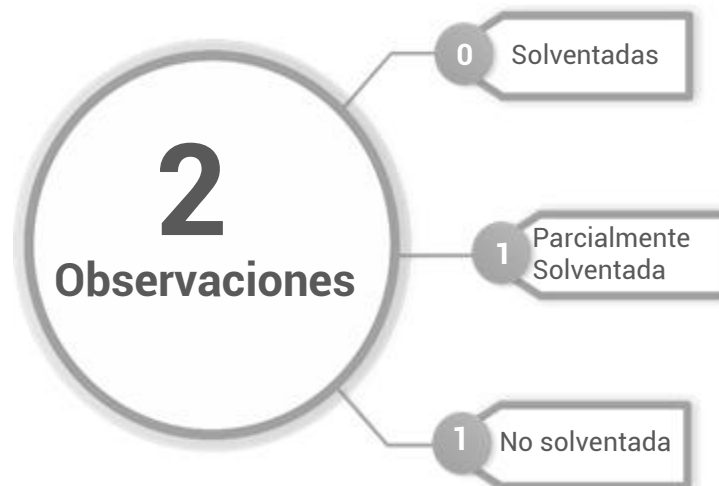 2
Observaciones
0
Solventadas
1
Parcialmente
Solventada
1
No solventada